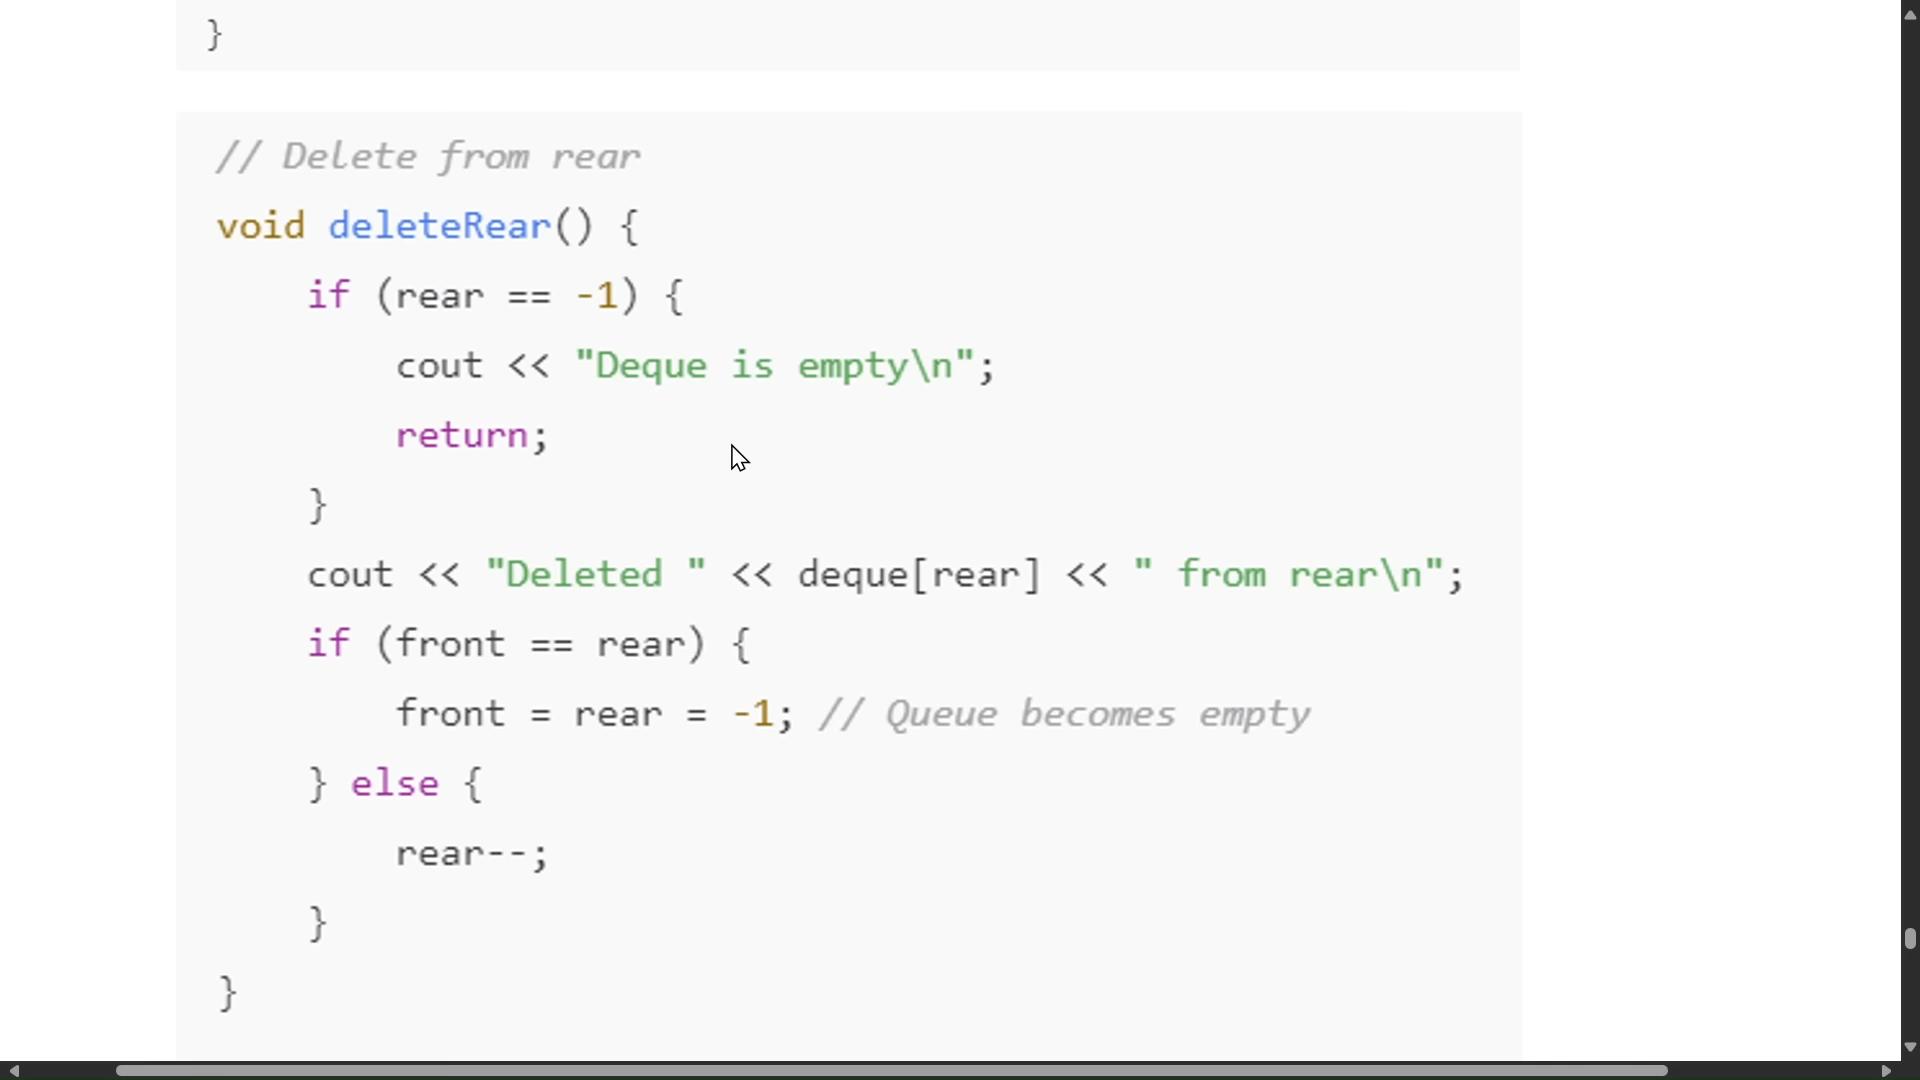 }
// Delete from rear
void deleteRear() {
if (rear == -1) {
cout << "Deque is empty\n";
return;
}
cout << "Deleted " << deque[rear] << " from rear\n";
if (front == rear) {
front = rear = -1; // Queue becomes empty
} else {
rear--;
}
}